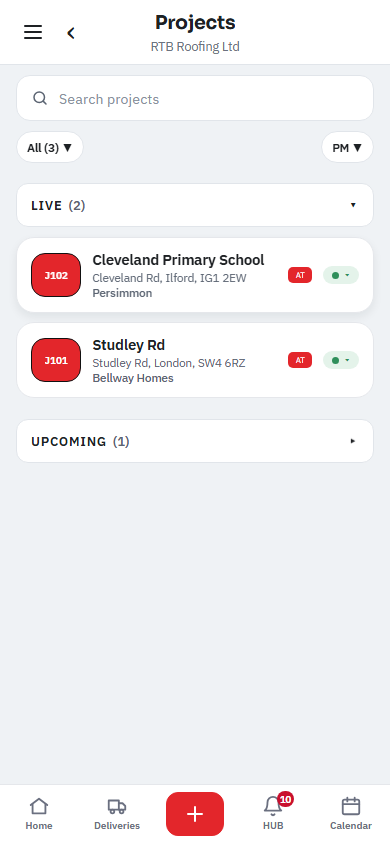 Projects
RTB Roofing Ltd
Search projects
All (3) ▼
PM ▼
LIVE (2)
J102
Cleveland Primary School
Cleveland Rd, Ilford, IG1 2EW
Persimmon
AT
J101
Studley Rd
Studley Rd, London, SW4 6RZ
Bellway Homes
AT
UPCOMING (1)
Home
Deliveries
10
HUB
Calendar